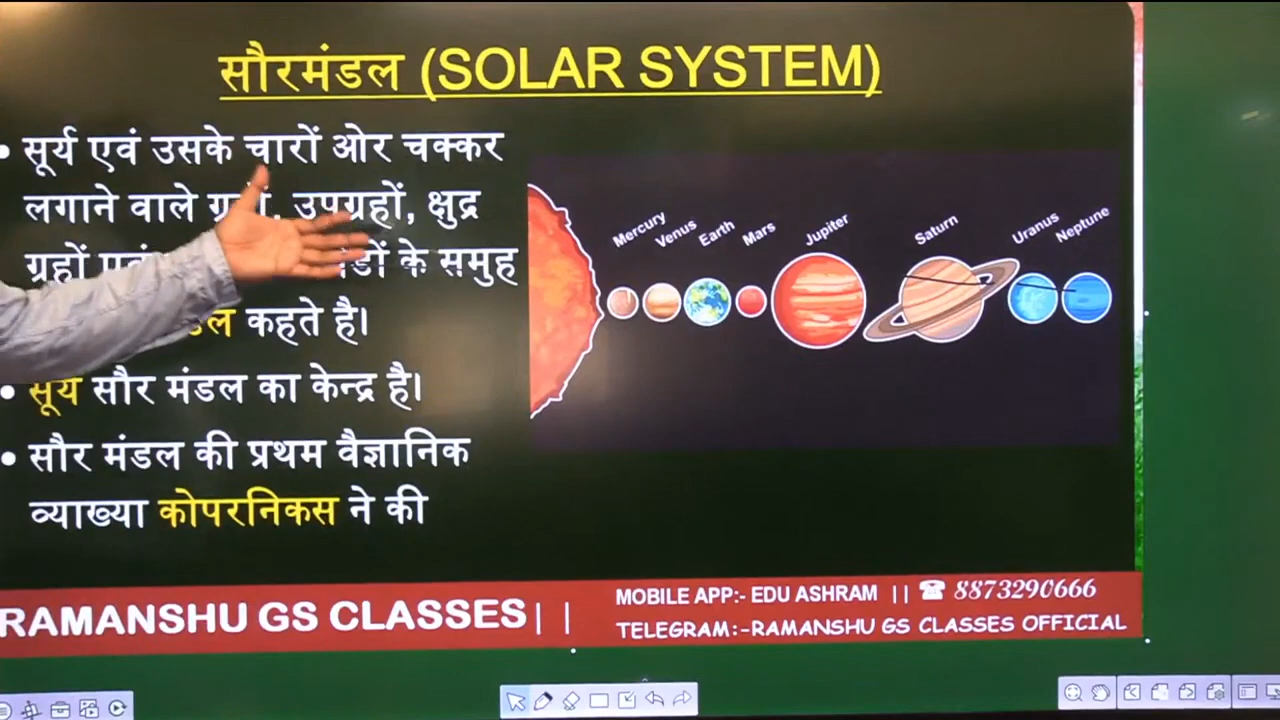 सौरमंडल (SOLAR SYSTEM)
• सूर्य एवं उसके चारों ओर चक्कर
लगाने वाले उपग्रहों, क्षुद्र
ग्रहों के समुह
कहते है।
• सूर्य सौर मंडल का केन्द्र है।
• सौर मंडल की प्रथम वैज्ञानिक
व्याख्या कोपरनिकस ने की
Mercury
Venus
Earth
Mars
Jupiter
Saturn
Uranus
Neptune
RAMANSHU GS CLASSES||
MOBILE APP:- EDU ASHRAM || ☎ 8873290666
TELEGRAM:-RAMANSHU GS CLASSES OFFICIAL